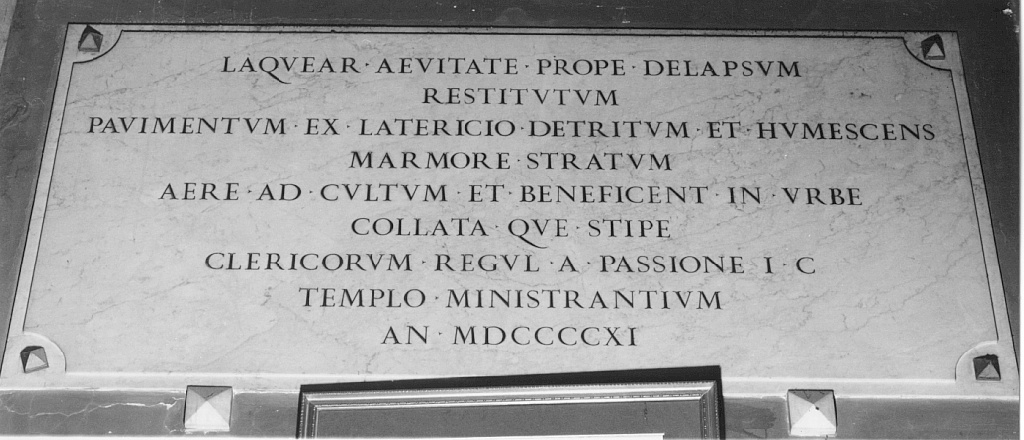 LAQVEAR · AEVITATE · PROPE · DELAPSVM
RESTITVTVM
PAVIMENTVM · EX · LATERICIO · DETRITVM · ET · HVMESCENS
MARMORE · STRATVM
AERE · AD · CVLTVM · ET · BENEFICENT · IN · VRBE
COLLATA · QVE · STIPE
CLERICORVM · REGVL · A · PASSIONE · I · C
TEMPLO · MINISTRANTIVM
AN · MDCCCCXI